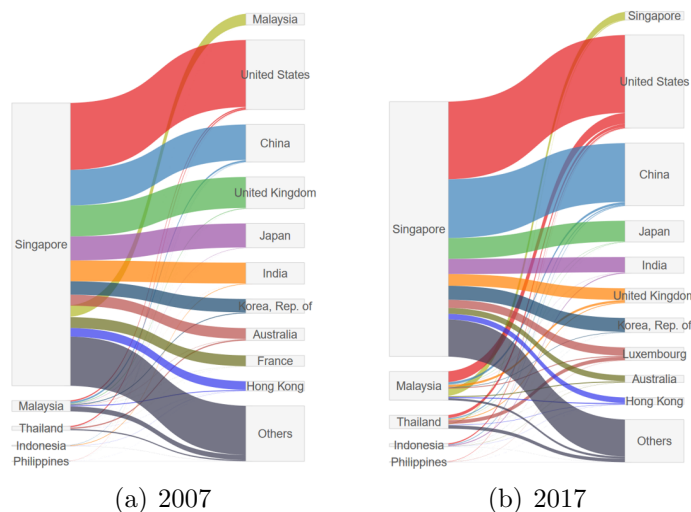 Singapore
Malaysia
Thailand
Indonesia
Philippines
Malaysia
United States
China
United Kingdom
Japan
India
Korea, Rep. of
Australia
France
Hong Kong
Others
(a) 2007
Singapore
Malaysia
Thailand
Indonesia
Philippines
Singapore
United States
China
Japan
India
United Kingdom
Korea, Rep. of
Luxembourg
Australia
Hong Kong
Others
(b) 2017